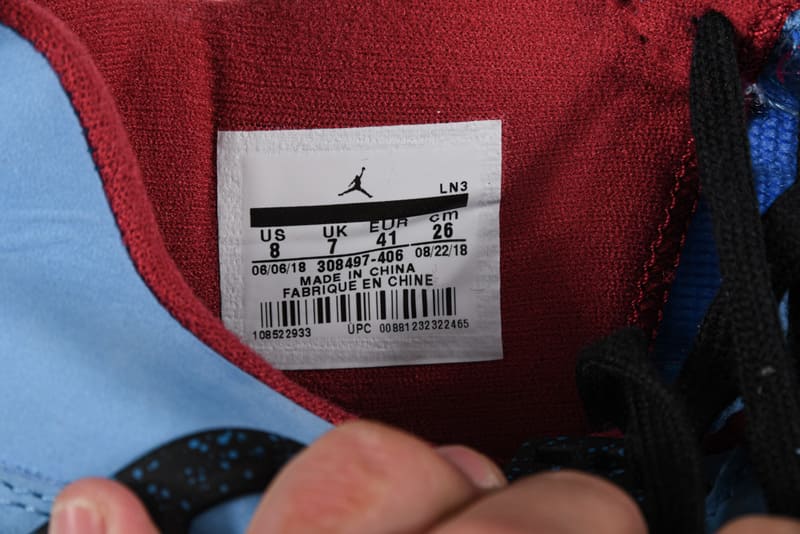 LN3
US UK EUR cm
8 7 41 26
06/06/18 308497-406 08/22/18
MADE IN CHINA
FABRIQUE EN CHINE
108522933 UPC 00881232322465